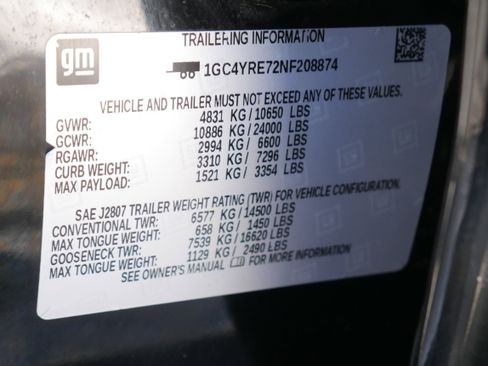 TRAILERING INFORMATION
gm
1GC4YRE72NF208874
VEHICLE AND TRAILER MUST NOT EXCEED ANY OF THESE VALUES.
GVWR: 4831 KG/10650 LBS
GCWR: 10886 KG/24000 LBS
RGAWR: 2994 KG/ 6600 LBS
CURB WEIGHT: 3310 KG/ 7296 LBS
MAX PAYLOAD: 1521 KG/ 3354 LBS
SAE J2807 TRAILER WEIGHT RATING (TWR) FOR VEHICLE CONFIGURATION.
CONVENTIONAL TWR: 6577 KG/14500 LBS
MAX TONGUE WEIGHT: 658 KG/ 1450 LBS
GOOSENECK TWR: 7539 KG/16620 LBS
MAX TONGUE WEIGHT: 1129 KG/ 2490 LBS
SEE OWNER'S MANUAL FOR MORE INFORMATION